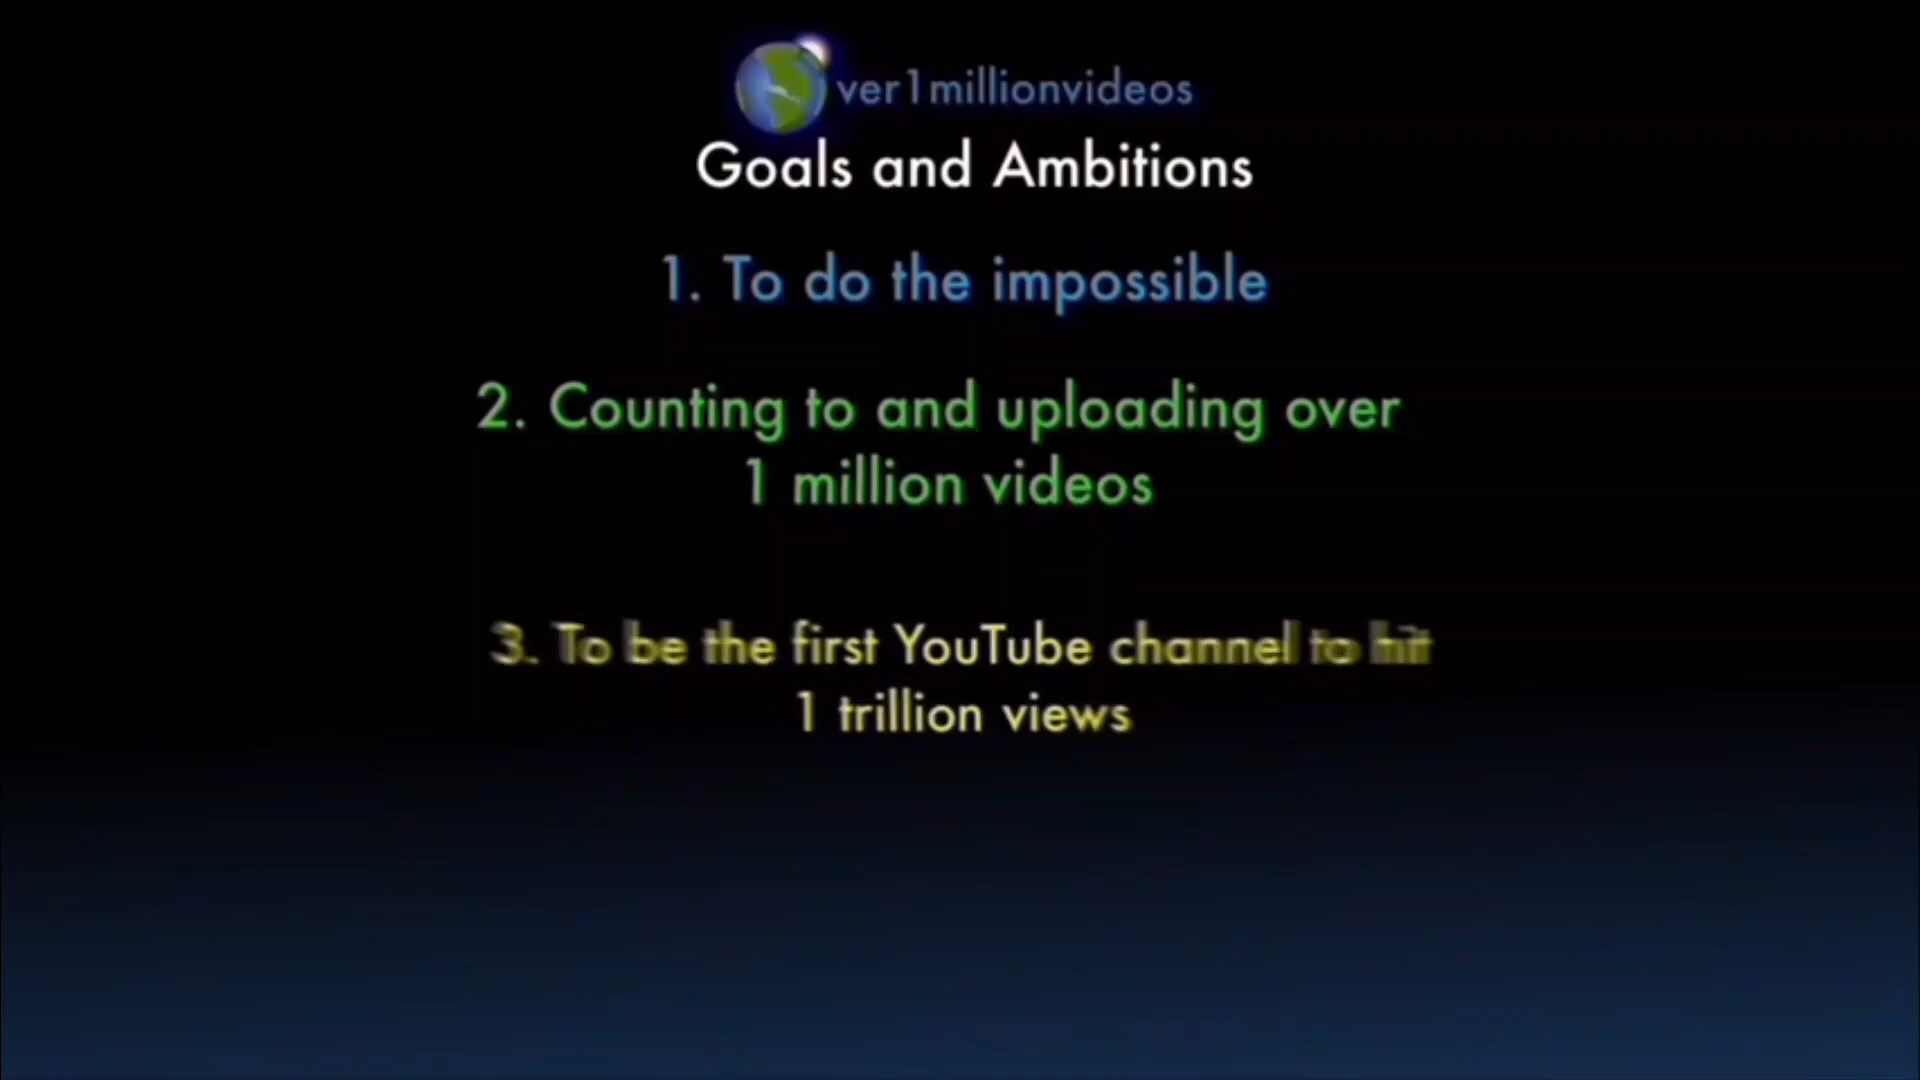 ver1millionvideos
Goals and Ambitions
1. To do the impossible
2. Counting to and uploading over
1 million videos
3. To be the first YouTube channel to hit
1 trillion views